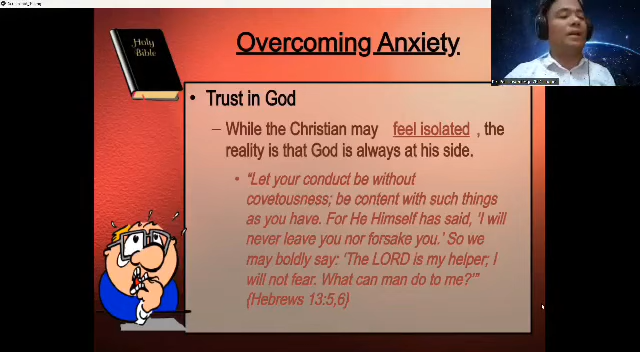 Holy
Bible
Overcoming Anxiety
• Trust in God
– While the Christian may feel isolated , the
reality is that God is always at his side.
• “Let your conduct be without
covetousness; be content with such things
as you have. For He Himself has said, ‘I will
never leave you nor forsake you.’ So we
may boldly say: ‘The LORD is my helper; I
will not fear. What can man do to me?’”
{Hebrews 13:5,6}